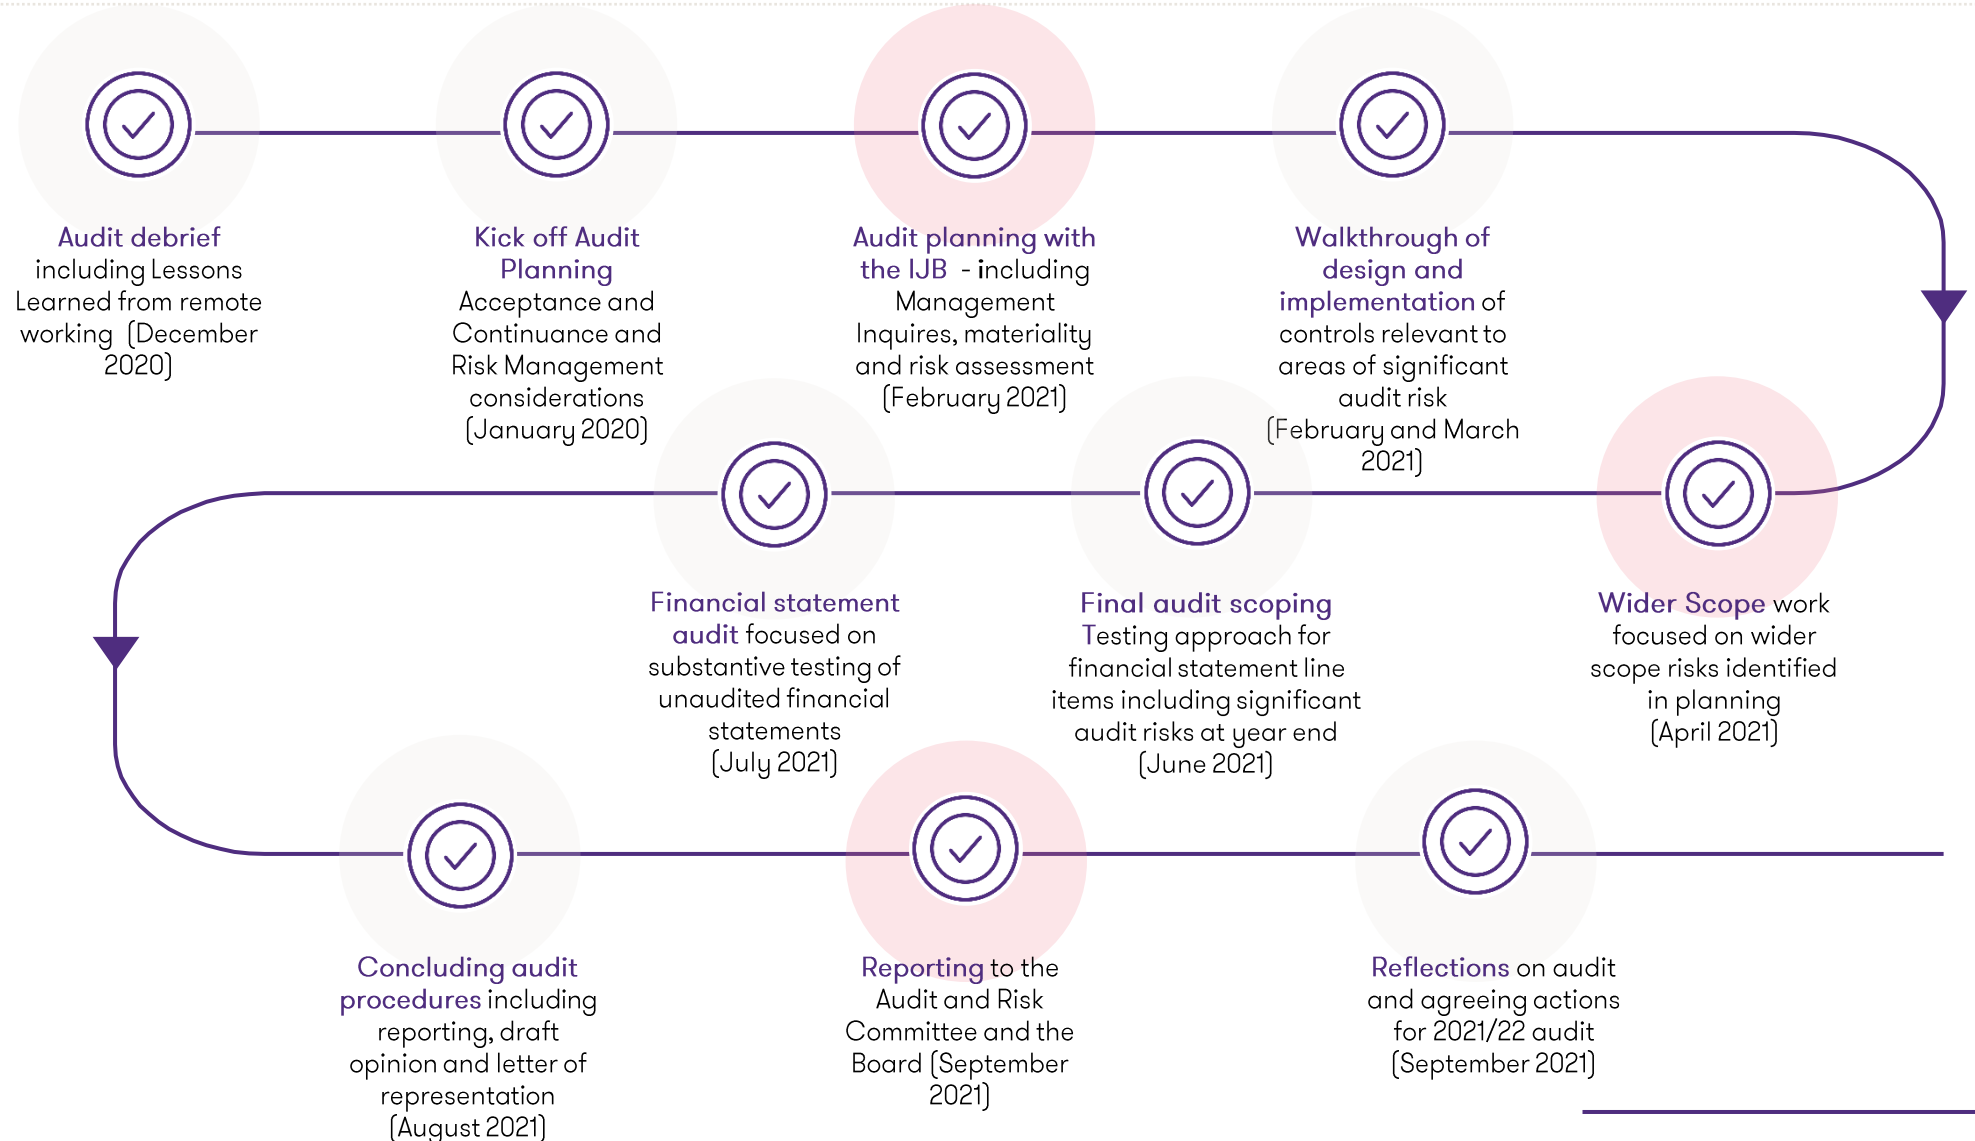 Audit debrief
including Lessons
Learned from remote
working (December
2020)
Kick off Audit
Planning
Acceptance and
Continuance and
Risk Management
considerations
(January 2020)
Audit planning with
the IJB - including
Management
Inquires, materiality
and risk assessment
(February 2021)
Walkthrough of
design and
implementation of
controls relevant to
areas of significant
audit risk
(February and March
2021)
Wider Scope work
focused on wider
scope risks identified
in planning
(April 2021)
Final audit scoping
Testing approach for
financial statement line
items including significant
audit risks at year end
(June 2021)
Financial statement
audit focused on
substantive testing of
unaudited financial
statements
(July 2021)
Concluding audit
procedures including
reporting, draft
opinion and letter of
representation
(August 2021)
Reporting to the
Audit and Risk
Committee and the
Board (September
2021)
Reflections on audit
and agreeing actions
for 2021/22 audit
(September 2021)